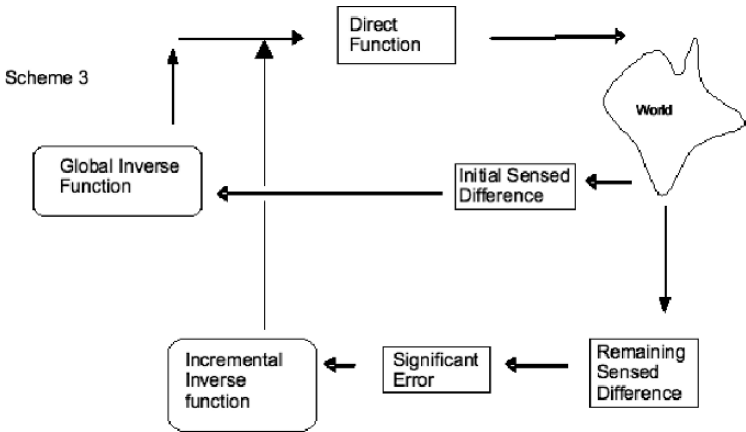 Direct
Function
Scheme 3
World
Global Inverse
Function
Initial Sensed
Difference
Incremental
Inverse
function
Significant
Error
Remaining
Sensed
Difference